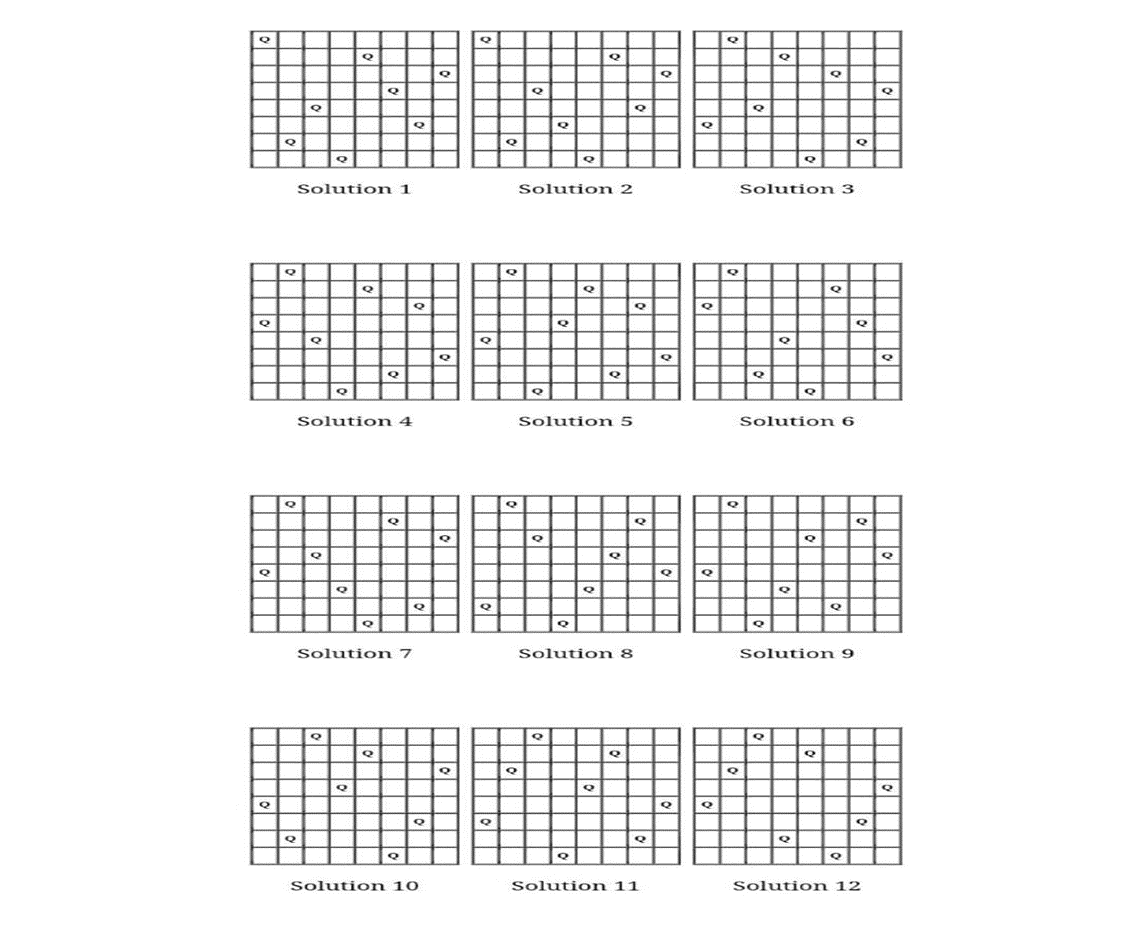 Q Q Q
Q Q Q
Q Q Q
Q Q Q
Q Q Q
Q Q Q
Q Q Q
Q Q Q
Solution 1 Solution 2 Solution 3
Q Q Q
Q Q Q
Q Q Q
Q Q Q
Q Q Q
Q Q Q
Q Q Q
Q Q Q
Solution 4 Solution 5 Solution 6
Q Q Q
Q Q Q
Q Q Q
Q Q Q
Q Q Q
Q Q Q
Q Q Q
Q Q Q
Solution 7 Solution 8 Solution 9
Q Q Q
Q Q Q
Q Q Q
Q Q Q
Q Q Q
Q Q Q
Q Q Q
Q Q Q
Solution 10 Solution 11 Solution 12